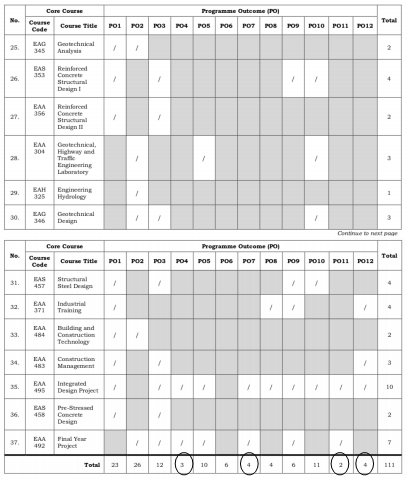 Core Course Programme Outcome (PO)
No. Course Code Course Title PO1 PO2 PO3 PO4 PO5 PO6 PO7 PO8 PO9 PO10 PO11 PO12 Total
25. EAG 345 Geotechnical Analysis / / 2
26. EAS 353 Reinforced Concrete Structural Design I / / / / 4
27. EAA 356 Reinforced Concrete Structural Design II / / 2
28. EAA 304 Geotechnical, Highway and Traffic Engineering Laboratory / / / 3
29. EAH 325 Engineering Hydrology / 1
30. EAG 346 Geotechnical Design / / / 3
Continue to next page
Core Course Programme Outcome (PO)
No. Course Code Course Title PO1 PO2 PO3 PO4 PO5 PO6 PO7 PO8 PO9 PO10 PO11 PO12 Total
31. EAS 457 Structural Steel Design / / / / 4
32. EAA 371 Industrial Training / / / / 4
33. EAA 484 Building and Construction Technology / / 2
34. EAA 483 Construction Management / / / 3
35. EAA 495 Integrated Design Project / / / / / / / / / / 10
36. EAS 458 Pre-Stressed Concrete Design / / 2
37. EAA 492 Final Year Project / / / / / / / 7
Total 23 26 12 3 10 6 4 4 6 11 2 4 111